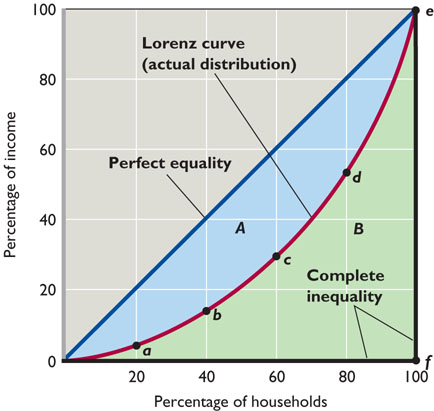 100
80
60
40
20
0
Percentage of income
Lorenz curve
(actual distribution)
Perfect equality
A
B
Complete
inequality
a
b
c
d
e
f
20 40 60 80 100
Percentage of households